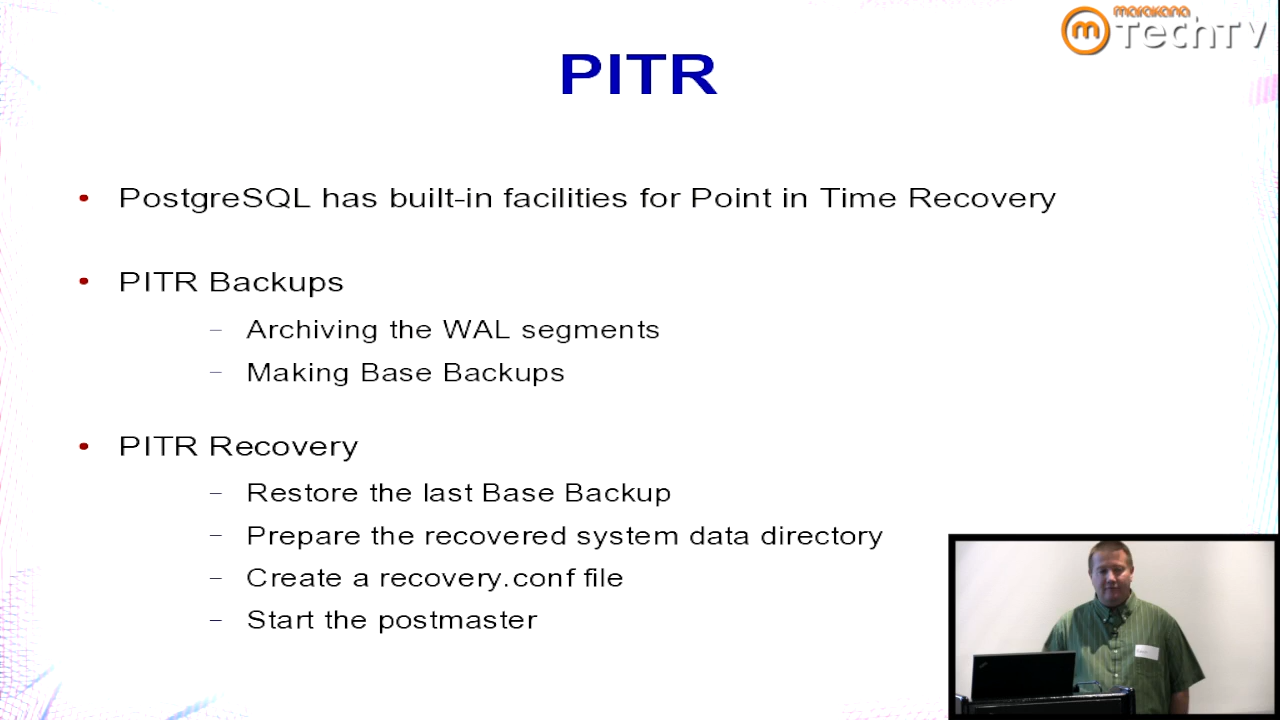 marakana
TechTV
PITR
• PostgreSQL has built-in facilities for Point in Time Recovery
• PITR Backups
– Archiving the WAL segments
– Making Base Backups
• PITR Recovery
– Restore the last Base Backup
– Prepare the recovered system data directory
– Create a recovery.conf file
– Start the postmaster